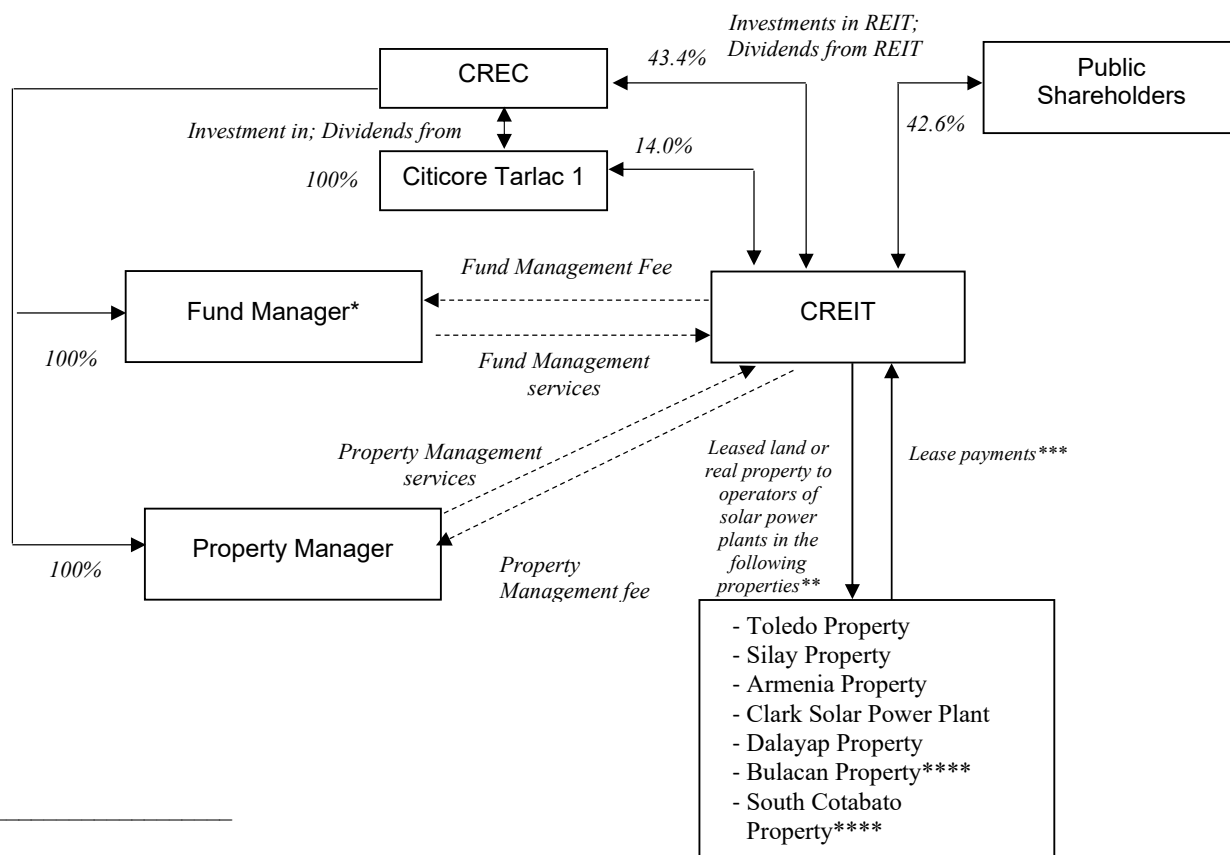 Investments in REIT;
Dividends from REIT
CREC
43.4%
Public
Shareholders
Investment in; Dividends from
42.6%
14.0%
100%
Citicore Tarlac 1
Fund Management Fee
Fund Manager*
CREIT
100%
Fund Management
services
Property Management
services
Leased land or
real property to
operators of
solar power
plants in the
following
properties**
Lease payments***
Property Manager
100%
Property
Management fee
- Toledo Property
- Silay Property
- Armenia Property
- Clark Solar Power Plant
- Dalayap Property
- Bulacan Property****
- South Cotabato
Property****